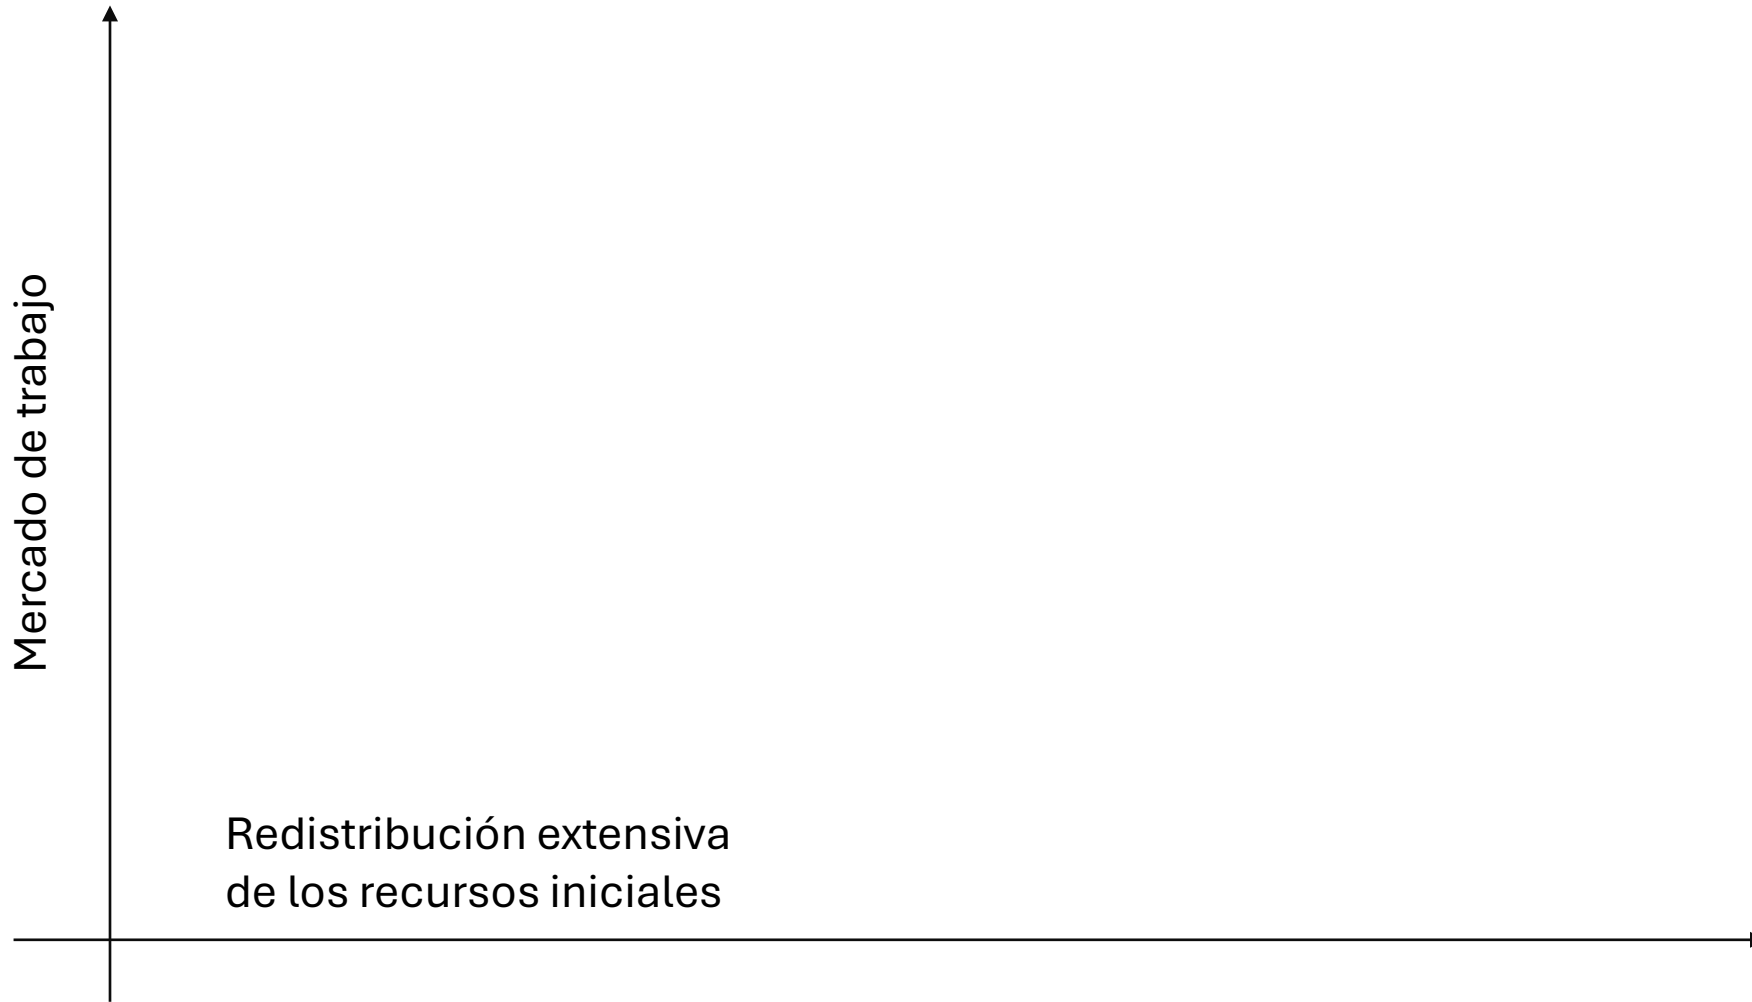 Mercado de trabajo
Redistribución extensiva
de los recursos iniciales